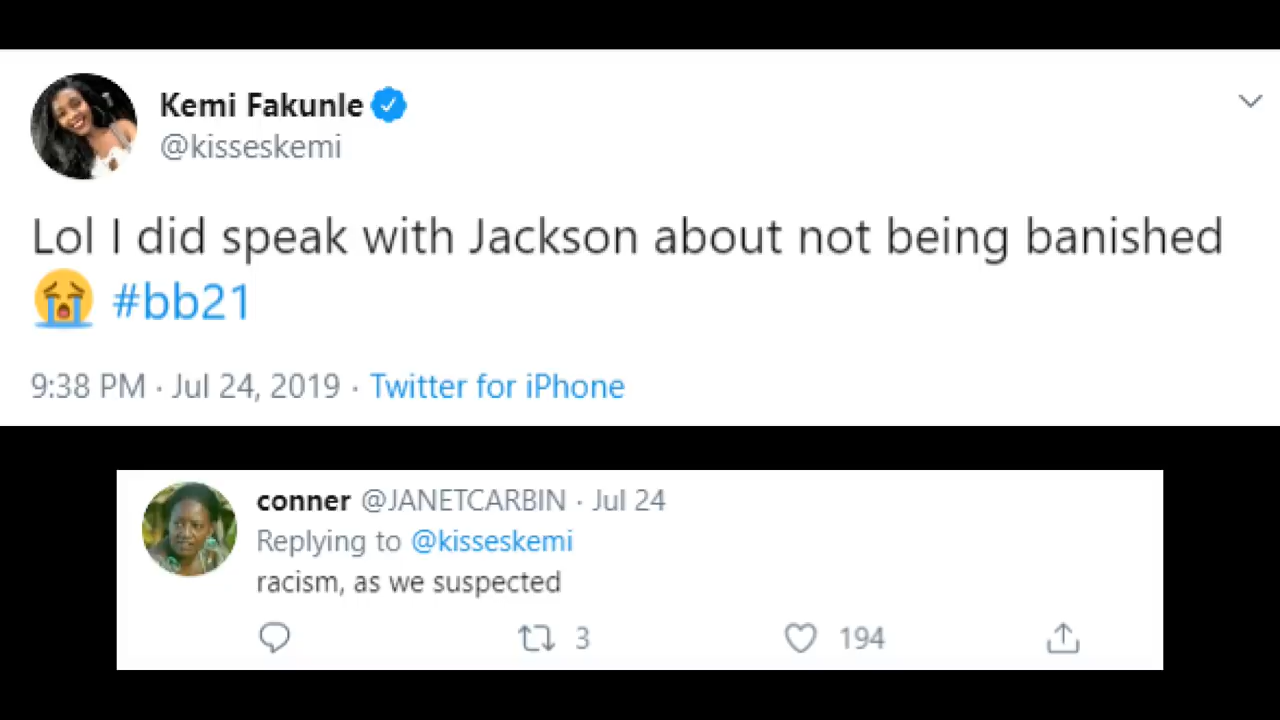 Kemi Fakunle
@kisseskemi
Lol I did speak with Jackson about not being banished
😭 #bb21
9:38 PM · Jul 24, 2019 · Twitter for iPhone
conner @JANETCARBIN · Jul 24
Replying to @kisseskemi
racism, as we suspected
3 194